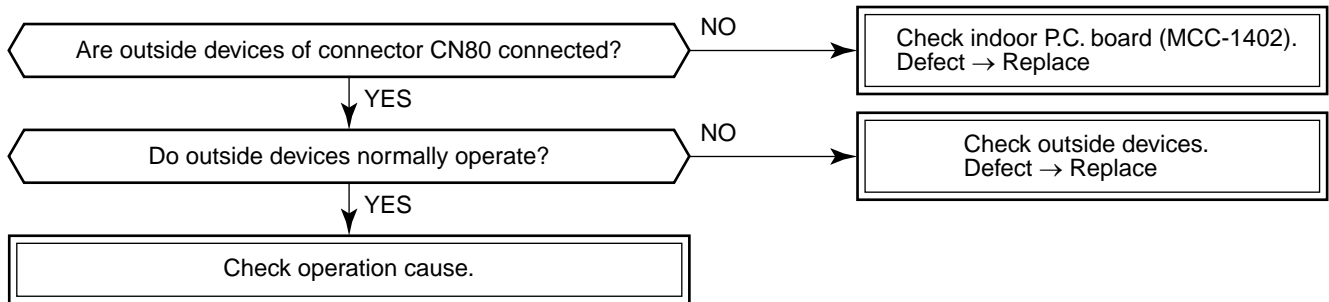 Are outside devices of connector CN80 connected?
NO
Check indoor P.C. board (MCC-1402).
Defect → Replace
YES
Do outside devices normally operate?
NO
Check outside devices.
Defect → Replace
YES
Check operation cause.